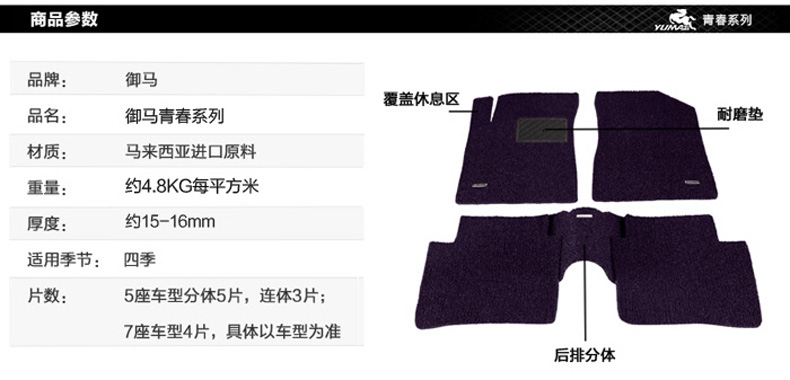 商品参数
YUMA 青春系列
品牌： 御马
品名： 御马青春系列
材质： 马来西亚进口原料
重量： 约4.8KG每平方米
厚度： 约15-16mm
适用季节： 四季
片数： 5座车型分体5片，连体3片；
7座车型4片，具体以车型为准
覆盖休息区
耐磨垫
后排分体